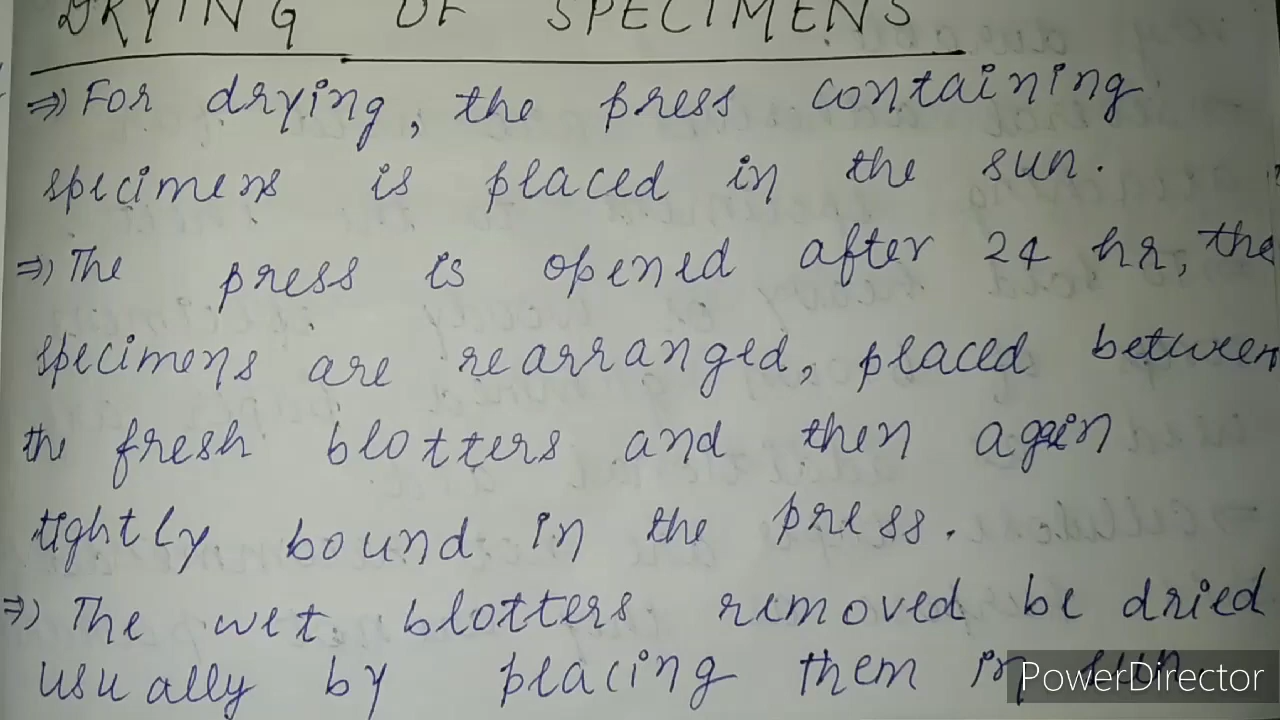 DRYING OF SPECIMENS
⇒) For drying, the press containing
specimens is placed in the sun.
⇒) The press is opened after 24 hr, the
specimens are rearranged, placed between
the fresh blotters and then again
tightly bound in the press.
⇒) The wet blotters removed be dried
usually by placing them in sun.
PowerDirector